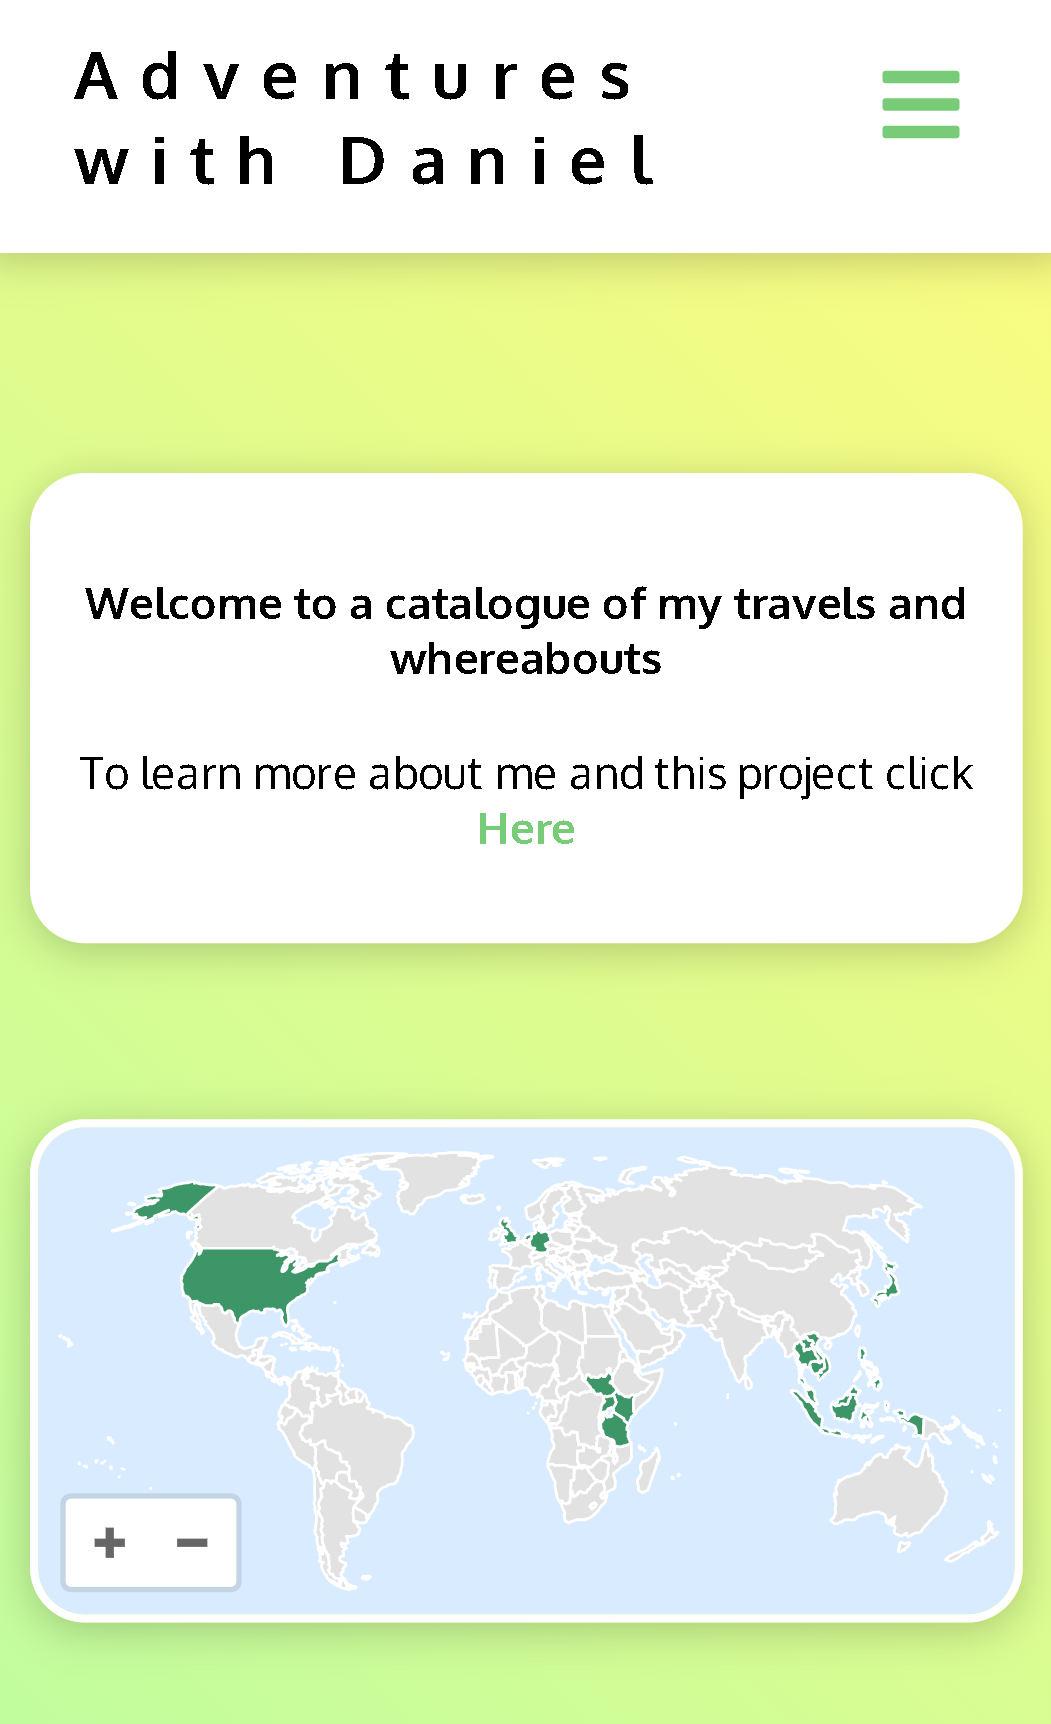 Adventures
with Daniel
Welcome to a catalogue of my travels and
whereabouts
To learn more about me and this project click
Here
+ −